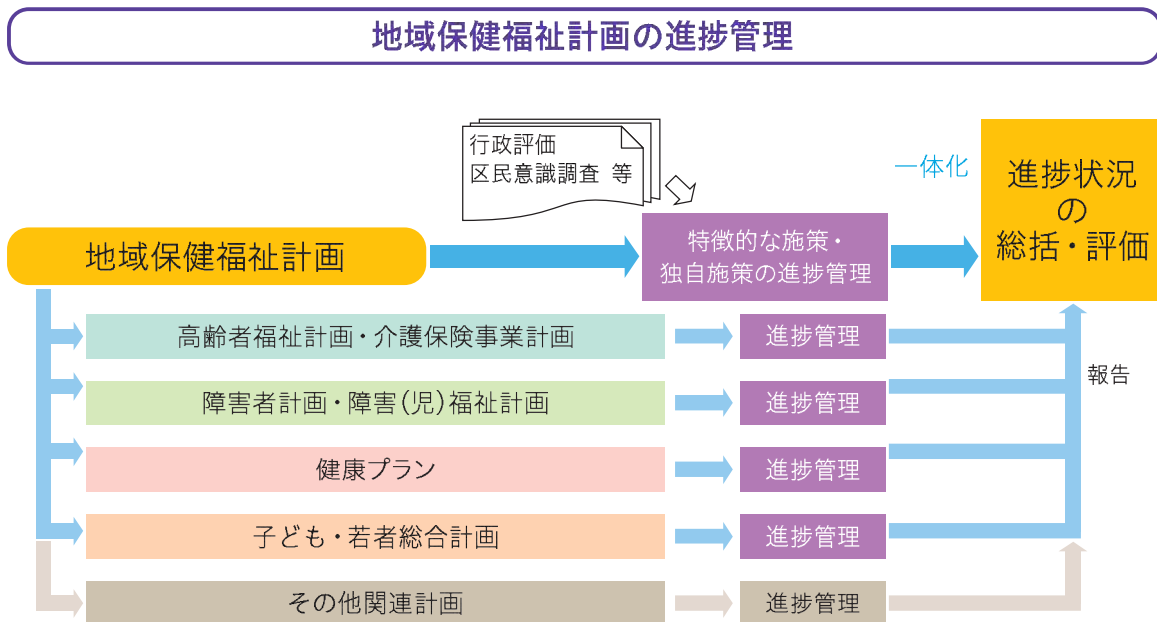 地域保健福祉計画の進捗管理
行政評価
区民意識調査 等
一体化
進捗状況
の
総括・評価
地域保健福祉計画
特徴的な施策・
独自施策の進捗管理
高齢者福祉計画・介護保険事業計画
進捗管理
報告
障害者計画・障害(児)福祉計画
進捗管理
健康プラン
進捗管理
子ども・若者総合計画
進捗管理
その他関連計画
進捗管理